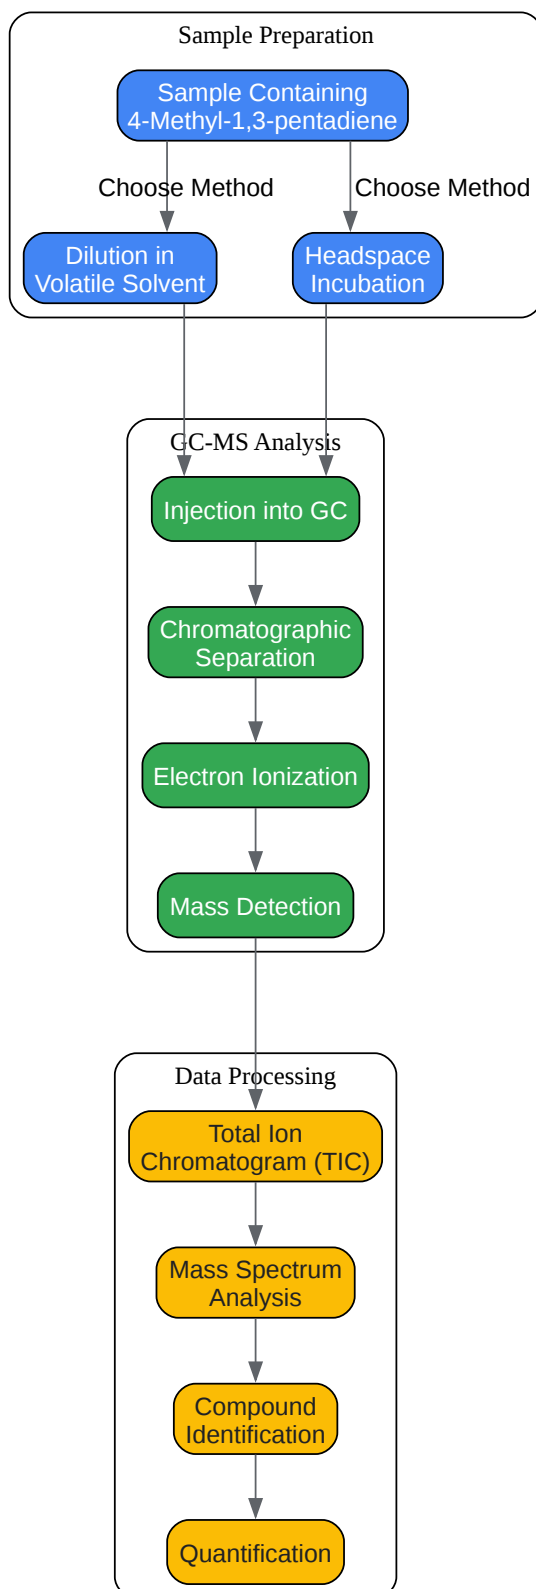 Sample Preparation
Sample Containing
4-Methyl-1,3-pentadiene
Choose Method
Choose Method
Dilution in
Volatile Solvent
Headspace
Incubation
GC-MS Analysis
Injection into GC
Chromatographic
Separation
Electron Ionization
Mass Detection
Data Processing
Total Ion
Chromatogram (TIC)
Mass Spectrum
Analysis
Compound
Identification
Quantification